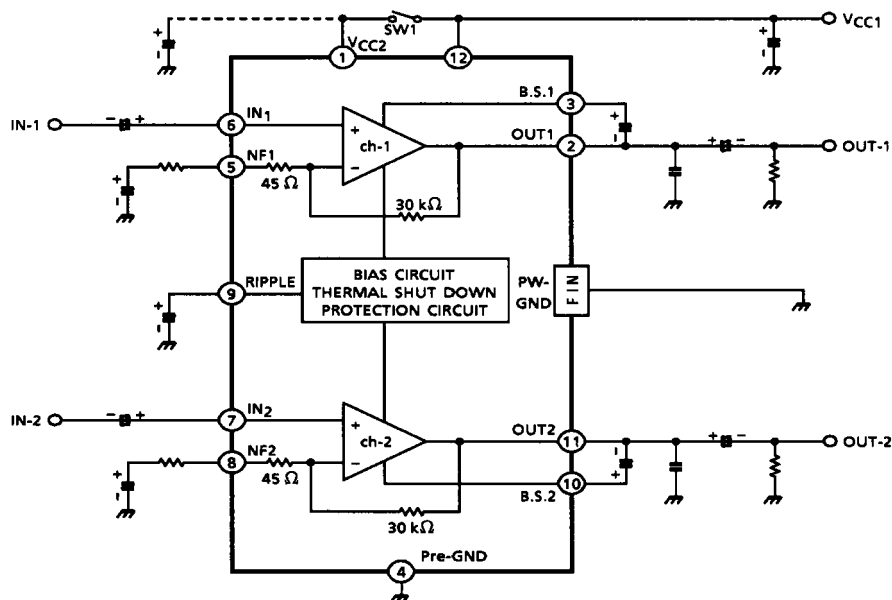 VCC1
SW1
VCC2
1
12
+
-
+
-
B.S.1
3
IN-1
- +
6
IN1
+
ch-1
-
OUT1
2
+
-
+ -
OUT-1
5
NF1
45 Ω
+
-
30 kΩ
9
RIPPLE
BIAS CIRCUIT
THERMAL SHUT DOWN
PROTECTION CIRCUIT
PW-
GND
FIN
+
-
IN-2
- +
7
IN2
+
ch-2
-
OUT2
11
-
+
+ -
OUT-2
8
NF2
45 Ω
+
-
10
B.S.2
30 kΩ
4
Pre-GND